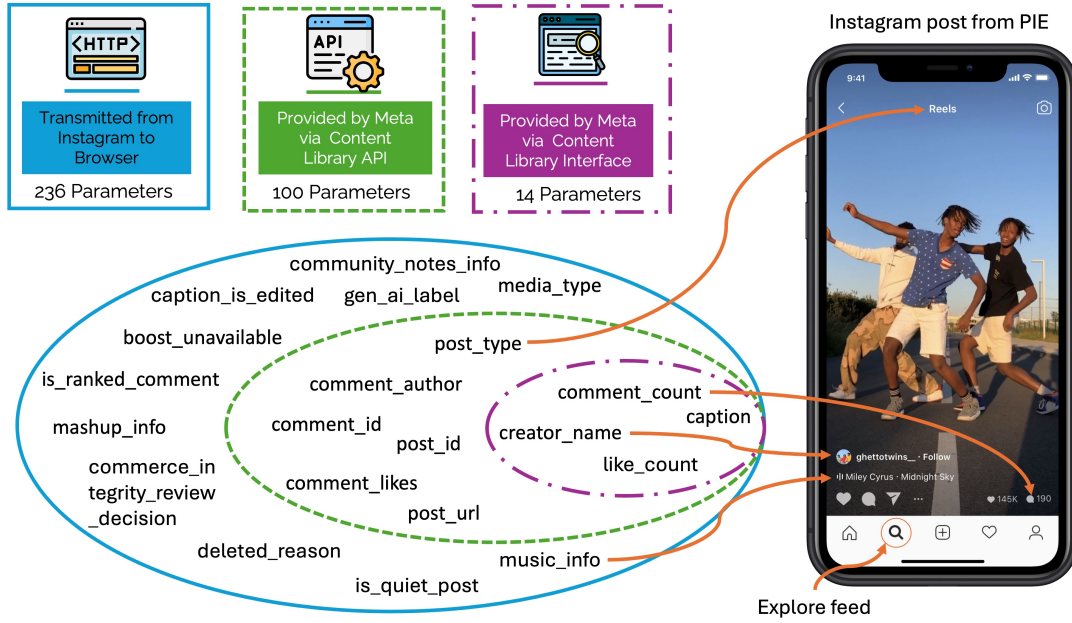 <HTTP>
Transmitted from
Instagram to
Browser
236 Parameters
API
Provided by Meta
via Content
Library API
100 Parameters
Provided by Meta
via Content
Library Interface
14 Parameters
Instagram post from PIE
9:41
Reels
community_notes_info
caption_is_edited
gen_ai_label
media_type
boost_unavailable
post_type
is_ranked_comment
comment_author
comment_count
caption
mashup_info
comment_id
post_id
creator_name
like_count
commerce_in
tegrity_review
_decision
comment_likes
post_url
deleted_reason
music_info
is_quiet_post
ghettotwins__ · Follow
Miley Cyrus · Midnight Sky
145K
190
Explore feed